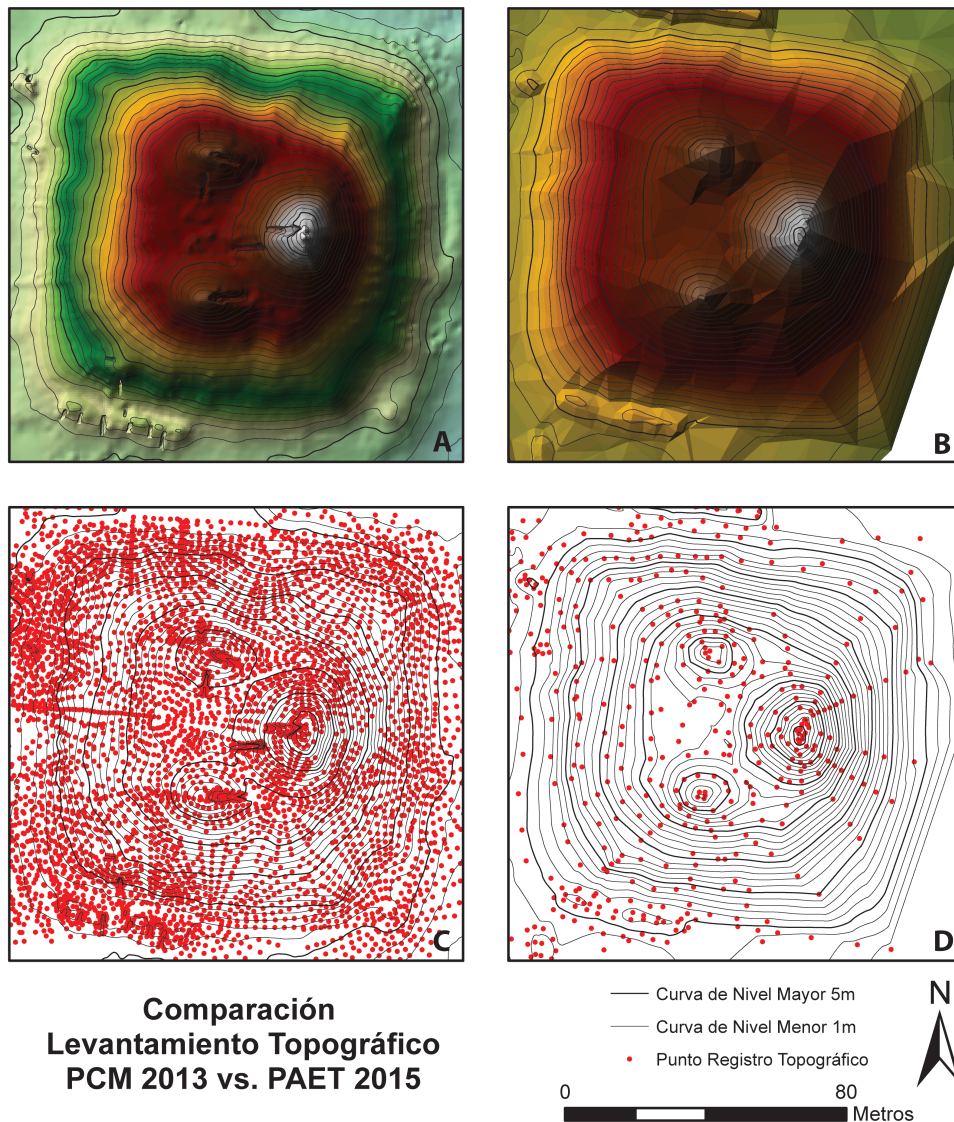 A
B
C
D
Comparación
Levantamiento Topográfico
PCM 2013 vs. PAET 2015
Curva de Nivel Mayor 5m
Curva de Nivel Menor 1m
Punto Registro Topográfico
N
0 80
Metros